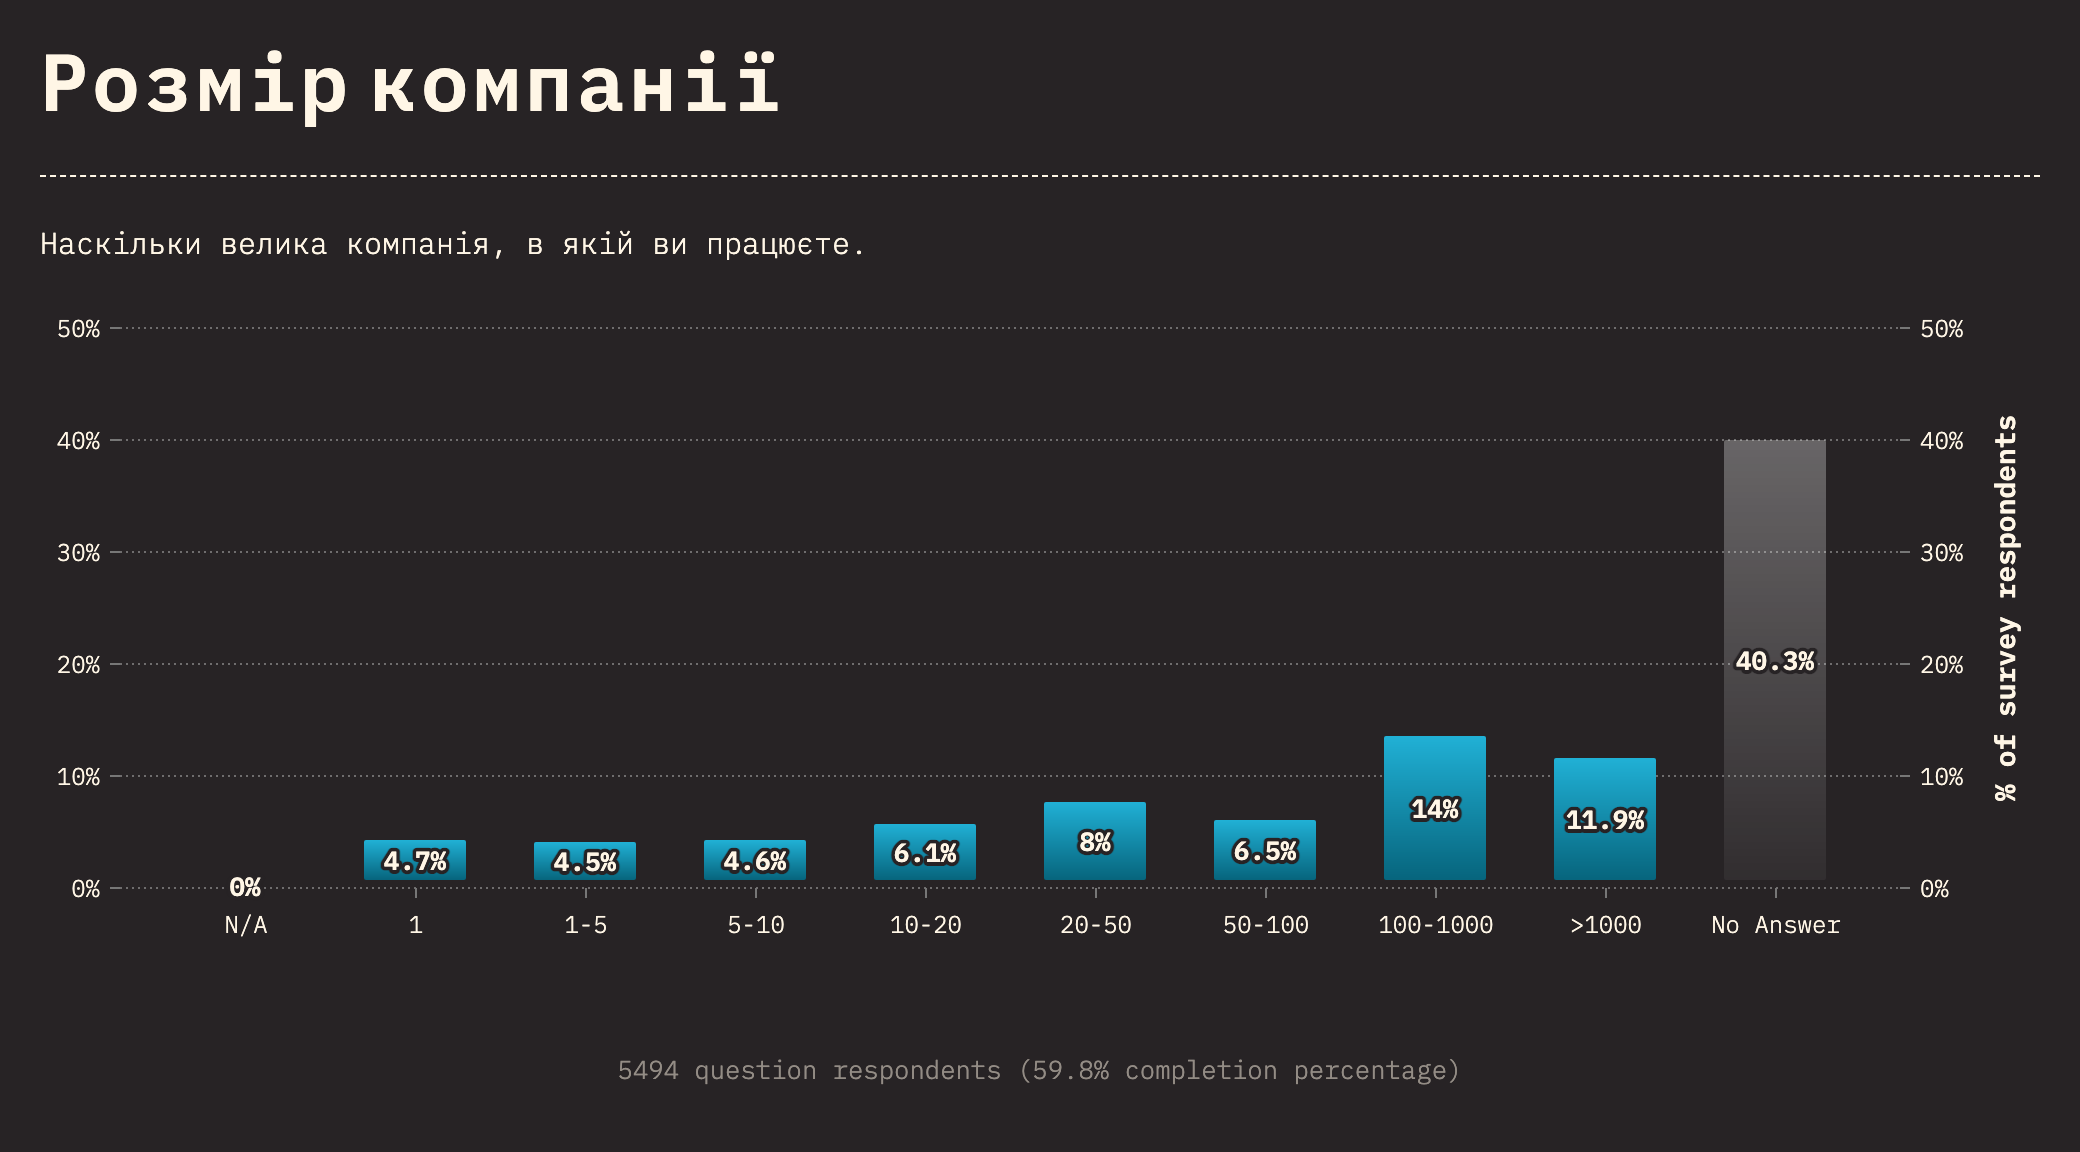 Розмір компанії
Наскільки велика компанія, в якій ви працюєте.
50% 50%
40% 40%
30% 30%
20% 20%
10% 10%
0% 0%
% of survey respondents
0% 4.7% 4.5% 4.6% 6.1% 8% 6.5% 14% 11.9% 40.3%
N/A 1 1-5 5-10 10-20 20-50 50-100 100-1000 >1000 No Answer
5494 question respondents (59.8% completion percentage)